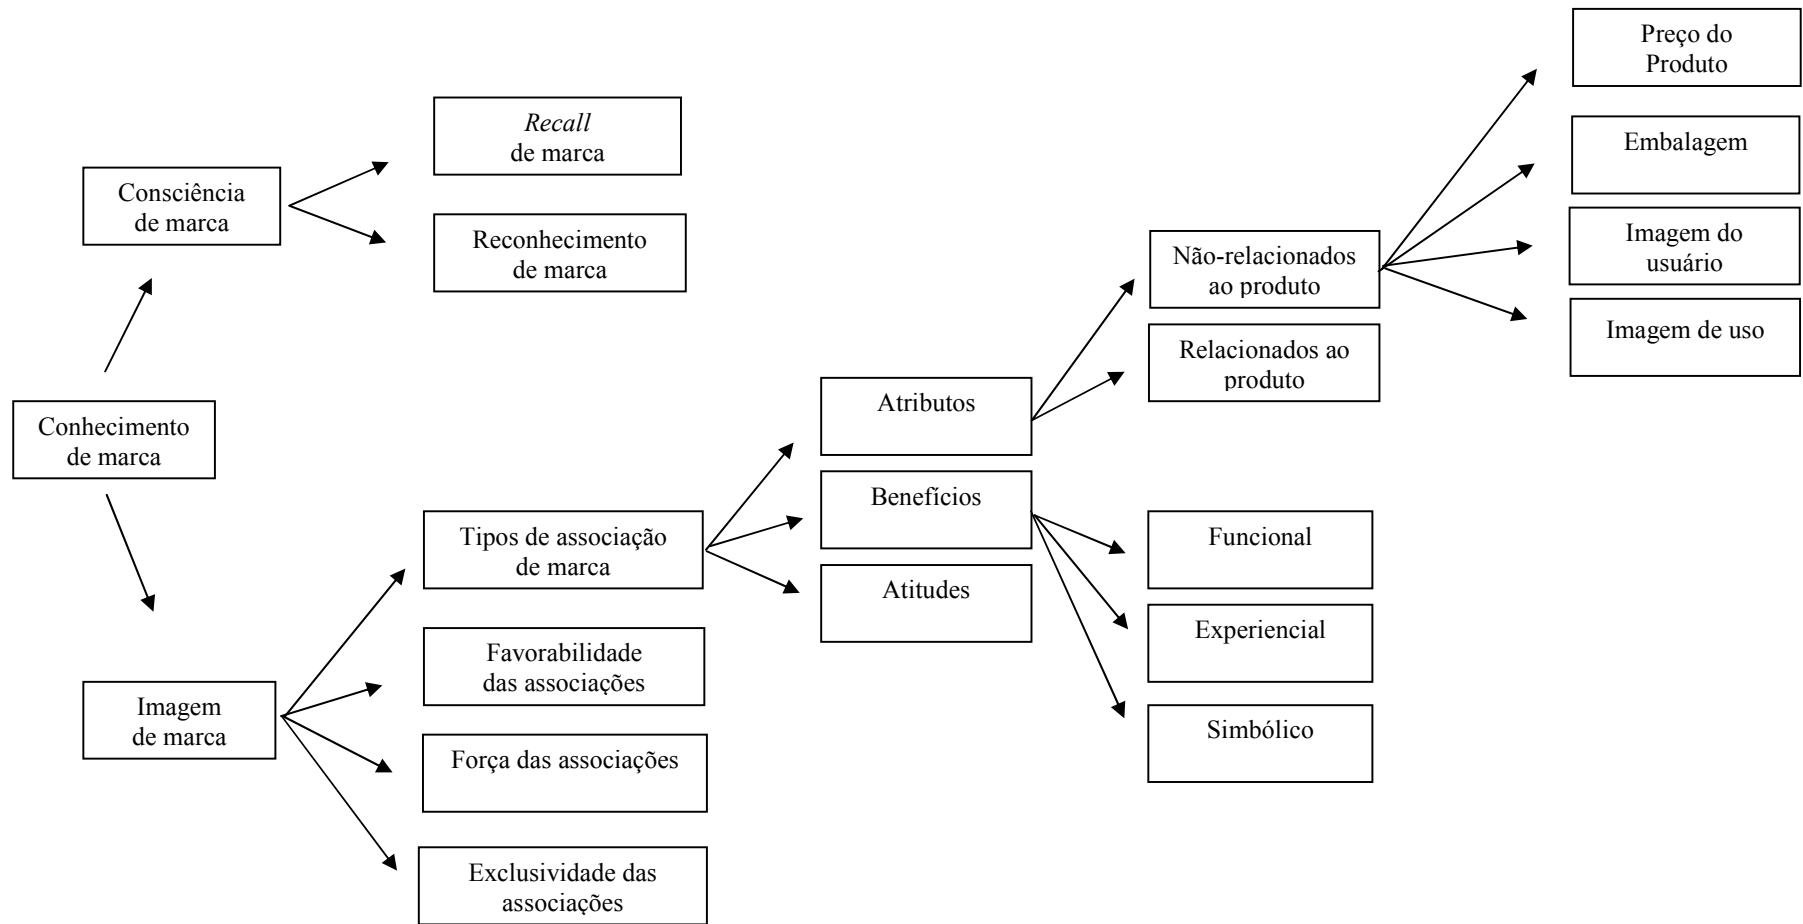 Preço do
Produto
Recall
de marca
Embalagem
Consciência
de marca
Reconhecimento
de marca
Não-relacionados
ao produto
Imagem do
usuário
Imagem de uso
Relacionados ao
produto
Atributos
Conhecimento
de marca
Benefícios
Tipos de associação
de marca
Funcional
Atitudes
Experiencial
Favorabilidade
das associações
Imagem
de marca
Força das associações
Simbólico
Exclusividade das
associações